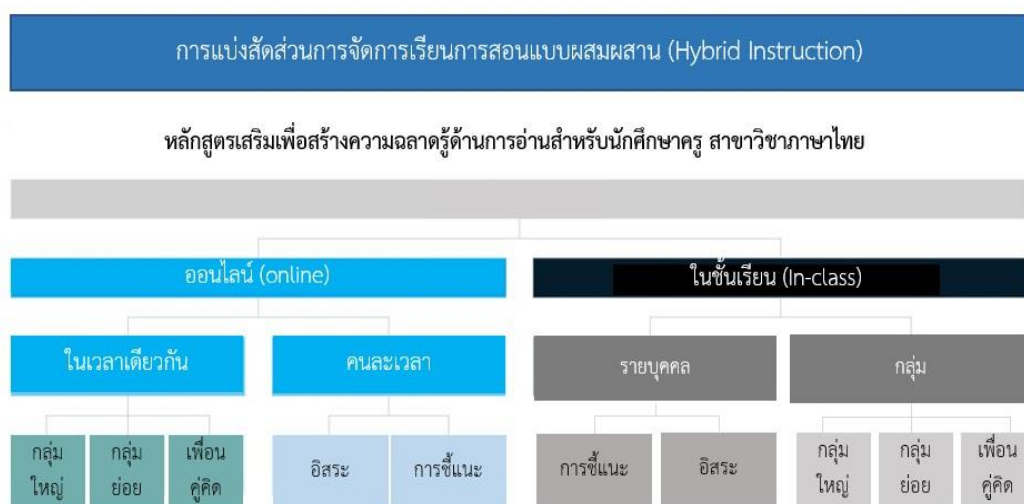 การแบ่งสัดส่วนการจัดการเรียนการสอนแบบผสมผสาน (Hybrid Instruction)
หลักสูตรเสริมเพื่อสร้างความฉลาดรู้ด้านการอ่านสำหรับนักศึกษาครู สาขาวิชาภาษาไทย
ออนไลน์ (online)
ในชั้นเรียน (In-class)
ในเวลาเดียวกัน
คนละเวลา
รายบุคคล
กลุ่ม
กลุ่ม
ใหญ่
กลุ่ม
ย่อย
เพื่อน
คู่คิด
อิสระ
การชี้แนะ
การชี้แนะ
อิสระ
กลุ่ม
ใหญ่
กลุ่ม
ย่อย
เพื่อน
คู่คิด